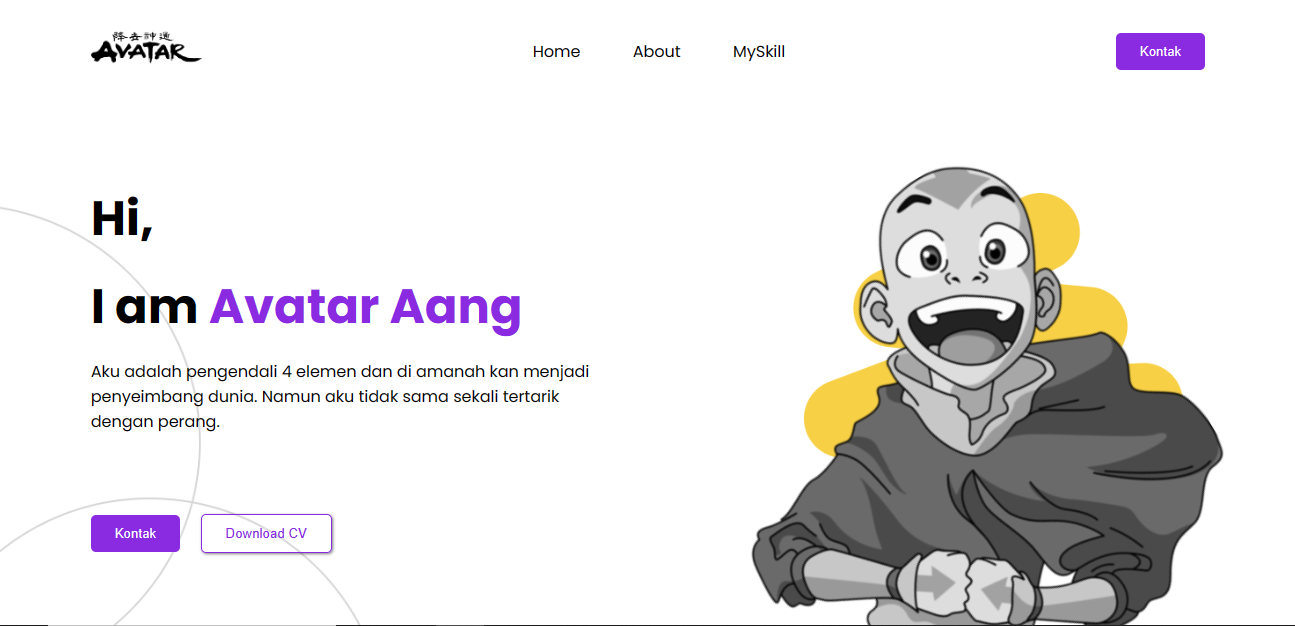 降去神通
AVATAR
Home
About
MySkill
Kontak
Hi,
I am Avatar Aang
Aku adalah pengendali 4 elemen dan di amanah kan menjadi
penyeimbang dunia. Namun aku tidak sama sekali tertarik
dengan perang.
Kontak
Download CV